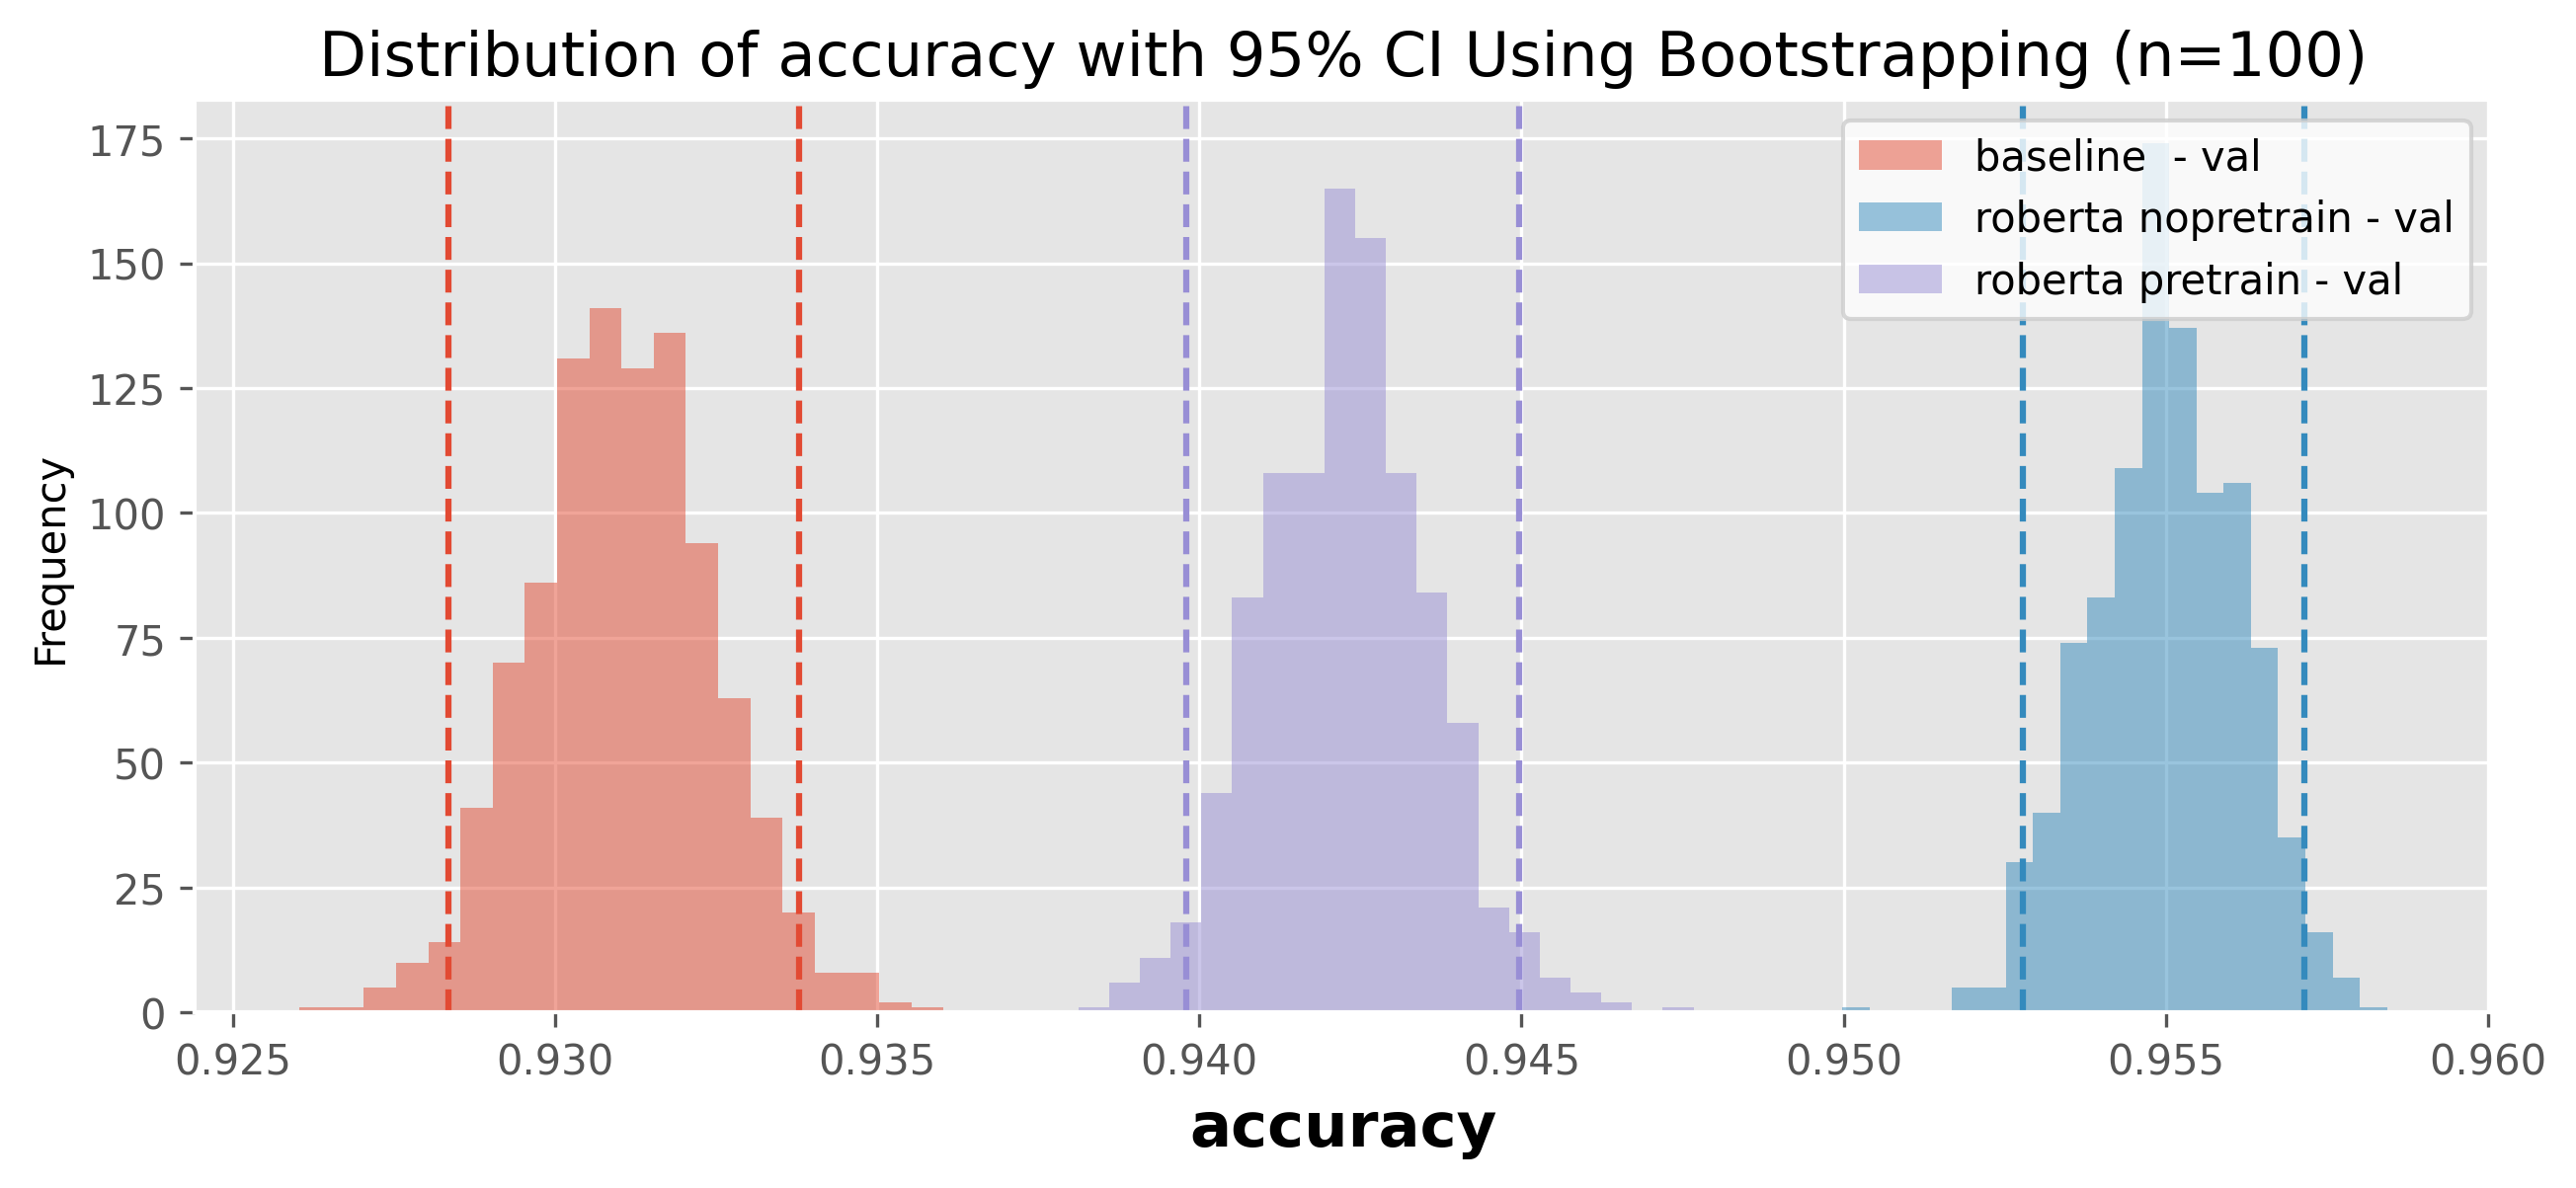 Distribution of accuracy with 95% CI Using Bootstrapping (n=100)
175
150
125
100
75
50
25
0
Frequency
baseline  - val
roberta nopretrain - val
roberta pretrain - val
0.925 0.930 0.935 0.940 0.945 0.950 0.955 0.960
accuracy